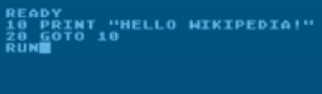 READY
10 PRINT "HELLO WIKIPEDIA!"
20 GOTO 10
RUN